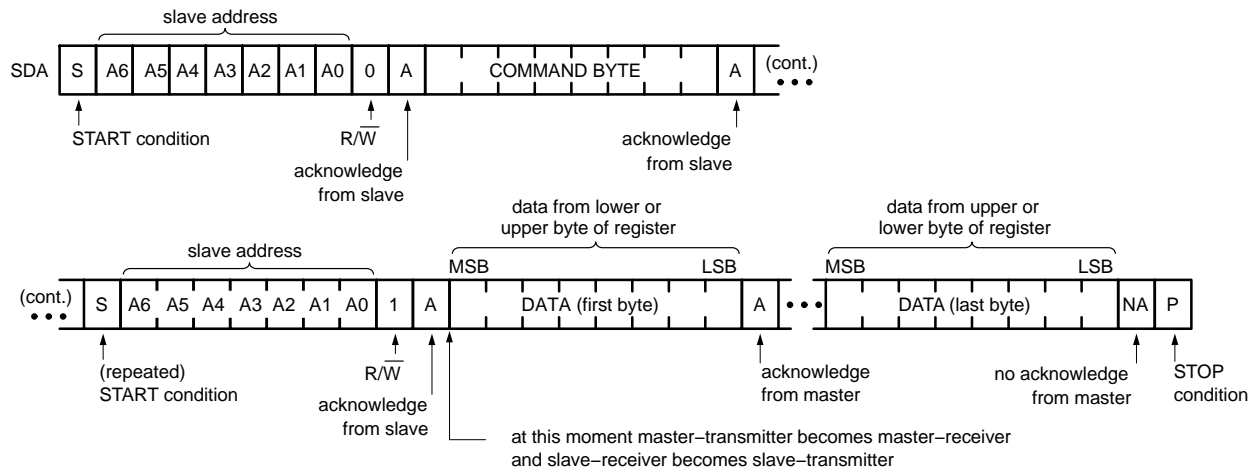 slave address
SDA S A6 A5 A4 A3 A2 A1 A0 0 A COMMAND BYTE A (cont.)
START condition
R/W
acknowledge
from slave
acknowledge
from slave
data from lower or
upper byte of register
data from upper or
lower byte of register
slave address
MSB LSB MSB LSB
(cont.) S A6 A5 A4 A3 A2 A1 A0 1 A DATA (first byte) A DATA (last byte) NA P
(repeated)
START condition
R/W
acknowledge
from slave
acknowledge
from master
no acknowledge
from master
STOP
condition
at this moment master−transmitter becomes master−receiver
and slave−receiver becomes slave−transmitter